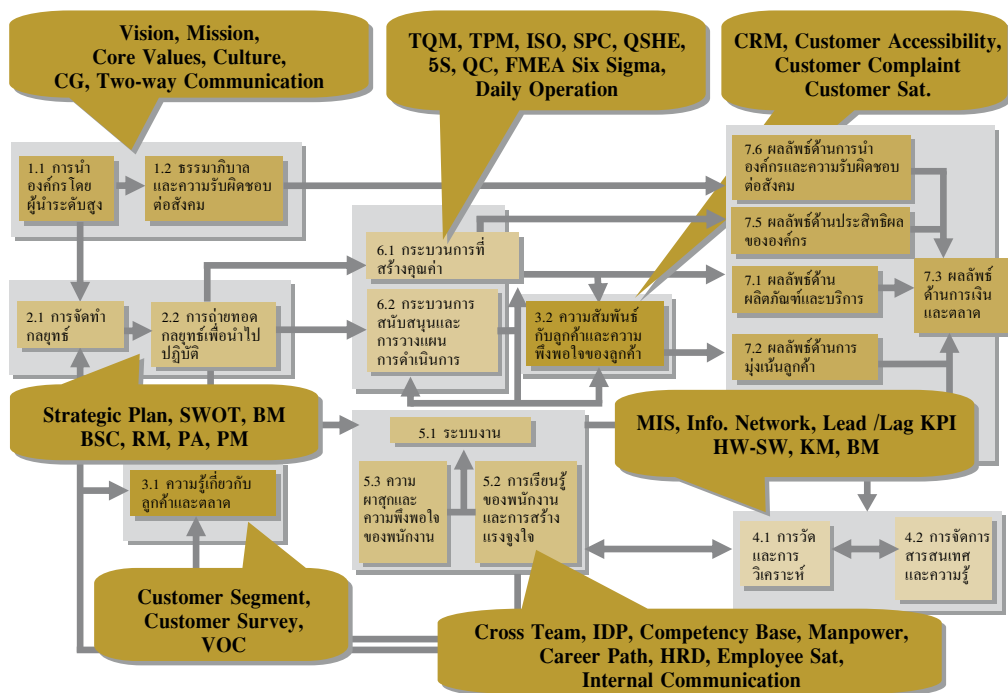 Vision, Mission,
Core Values, Culture,
CG, Two-way Communication
TQM, TPM, ISO, SPC, QSHE,
5S, QC, FMEA Six Sigma,
Daily Operation
CRM, Customer Accessibility,
Customer Complaint
Customer Sat.
1.1 การนำ
องค์กรโดย
ผู้นำระดับสูง
1.2 ธรรมาภิบาล
และความรับผิดชอบ
ต่อสังคม
7.6 ผลลัพธ์ด้านการนำ
องค์กรและความรับผิดชอบ
ต่อสังคม
7.5 ผลลัพธ์ด้านประสิทธิผล
ขององค์กร
6.1 กระบวนการที่
สร้างคุณค่า
7.1 ผลลัพธ์ด้าน
ผลิตภัณฑ์และบริการ
7.3 ผลลัพธ์
ด้านการเงิน
และตลาด
2.1 การจัดทำ
กลยุทธ์
2.2 การถ่ายทอด
กลยุทธ์เพื่อนำไป
ปฏิบัติ
6.2 กระบวนการ
สนับสนุนและ
การวางแผน
การดำเนินการ
3.2 ความสัมพันธ์
กับลูกค้าและความ
พึงพอใจของลูกค้า
7.2 ผลลัพธ์ด้านการ
มุ่งเน้นลูกค้า
Strategic Plan, SWOT, BM
BSC, RM, PA, PM
MIS, Info. Network, Lead /Lag KPI
HW-SW, KM, BM
5.1 ระบบงาน
3.1 ความรู้เกี่ยวกับ
ลูกค้าและตลาด
5.3 ความ
ผาสุกและ
ความพึงพอใจ
ของพนักงาน
5.2 การเรียนรู้
ของพนักงาน
และการสร้าง
แรงจูงใจ
4.1 การวัด
และการ
วิเคราะห์
4.2 การจัดการ
สารสนเทศ
และความรู้
Customer Segment,
Customer Survey,
VOC
Cross Team, IDP, Competency Base, Manpower,
Career Path, HRD, Employee Sat,
Internal Communication